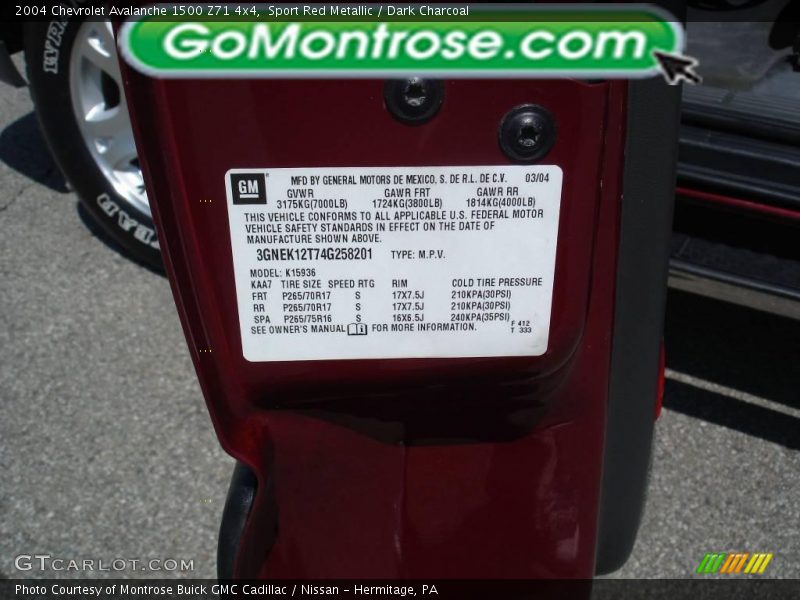 2004 Chevrolet Avalanche 1500 Z71 4x4, Sport Red Metallic / Dark Charcoal
GoMontrose.com
GM
MFD BY GENERAL MOTORS DE MEXICO, S. DE R.L. DE C.V. 03/04
GVWR GAWR FRT GAWR RR
3175KG(7000LB) 1724KG(3800LB) 1814KG(4000LB)
THIS VEHICLE CONFORMS TO ALL APPLICABLE U.S. FEDERAL MOTOR
VEHICLE SAFETY STANDARDS IN EFFECT ON THE DATE OF
MANUFACTURE SHOWN ABOVE.
3GNEK12T74G258201 TYPE: M.P.V.
MODEL: K15936
KAA7 TIRE SIZE SPEED RTG RIM COLD TIRE PRESSURE
FRT P265/70R17 S 17X7.5J 210KPA(30PSI)
RR P265/70R17 S 17X7.5J 210KPA(30PSI)
SPA P265/75R16 S 16X6.5J 240KPA(35PSI)
SEE OWNER'S MANUAL FOR MORE INFORMATION.
F 412
T 333
GTCARLOT.COM
Photo Courtesy of Montrose Buick GMC Cadillac / Nissan - Hermitage, PA